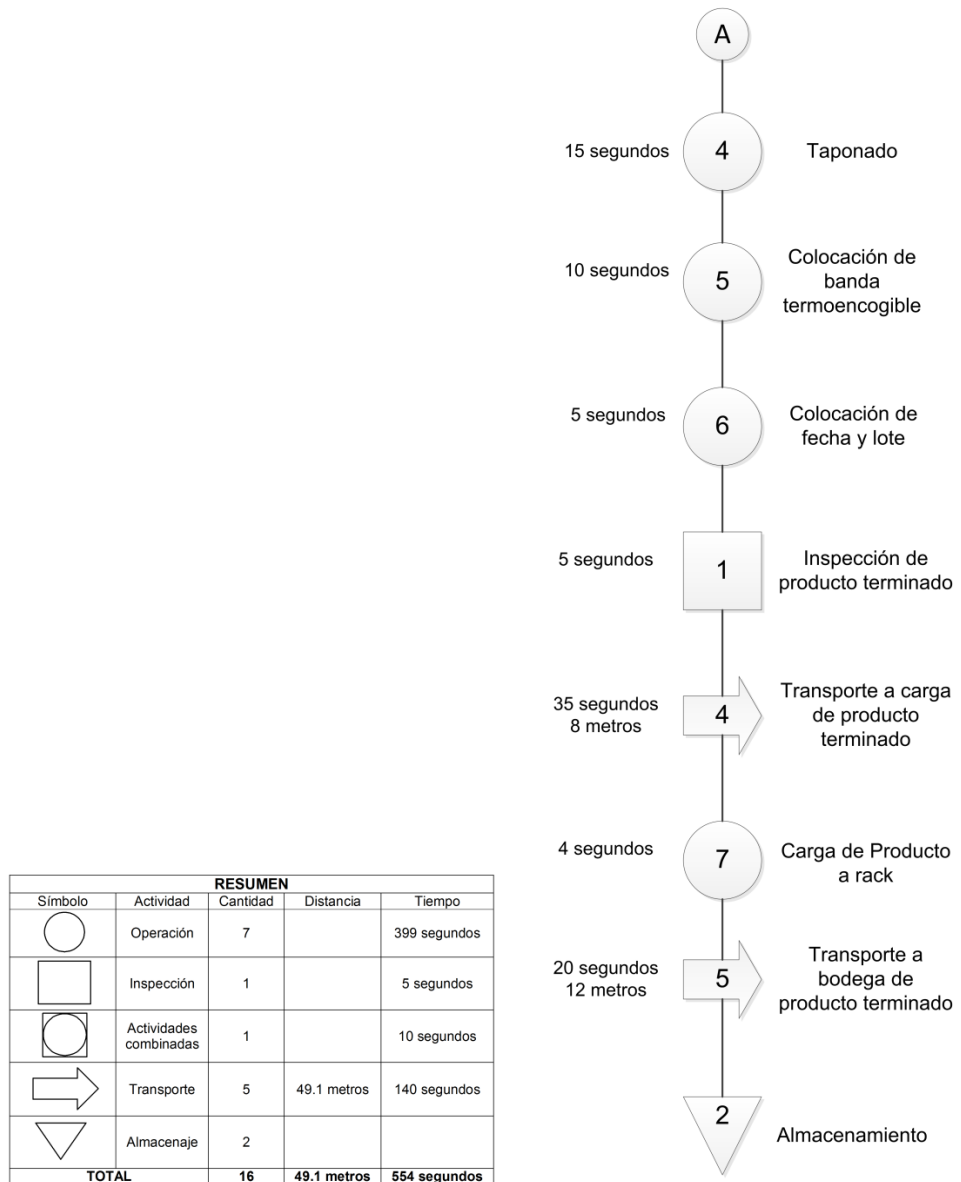 A
15 segundos 4 Taponado
10 segundos 5 Colocación de
banda
termoencogible
5 segundos 6 Colocación de
fecha y lote
5 segundos 1 Inspección de
producto terminado
35 segundos
8 metros
4 Transporte a carga
de producto
terminado
4 segundos 7 Carga de Producto
a rack
20 segundos
12 metros
5 Transporte a
bodega de
producto terminado
2 Almacenamiento
RESUMEN
Símbolo Actividad Cantidad Distancia Tiempo
Operación 7 399 segundos
Inspección 1 5 segundos
Actividades
combinadas 1 10 segundos
Transporte 5 49.1 metros 140 segundos
Almacenaje 2
TOTAL 16 49.1 metros 554 segundos